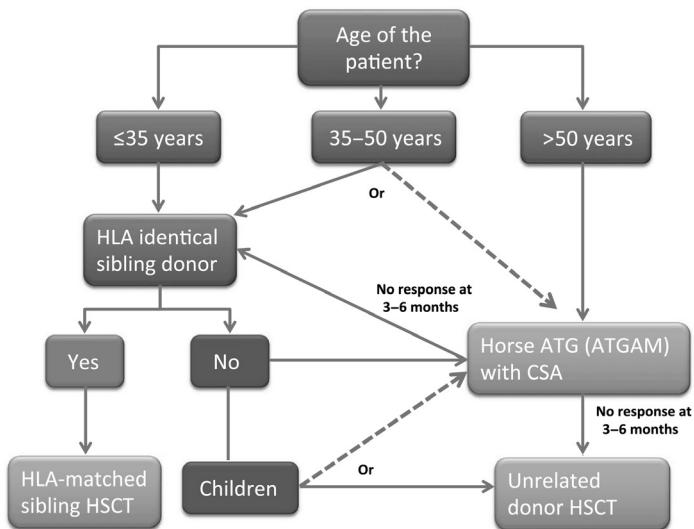 Age of the
patient?
≤35 years
35–50 years
>50 years
Or
HLA identical
sibling donor
No response at
3–6 months
Yes
No
Horse ATG (ATGAM)
with CSA
No response at
3–6 months
HLA-matched
sibling HSCT
Children
Or
Unrelated
donor HSCT